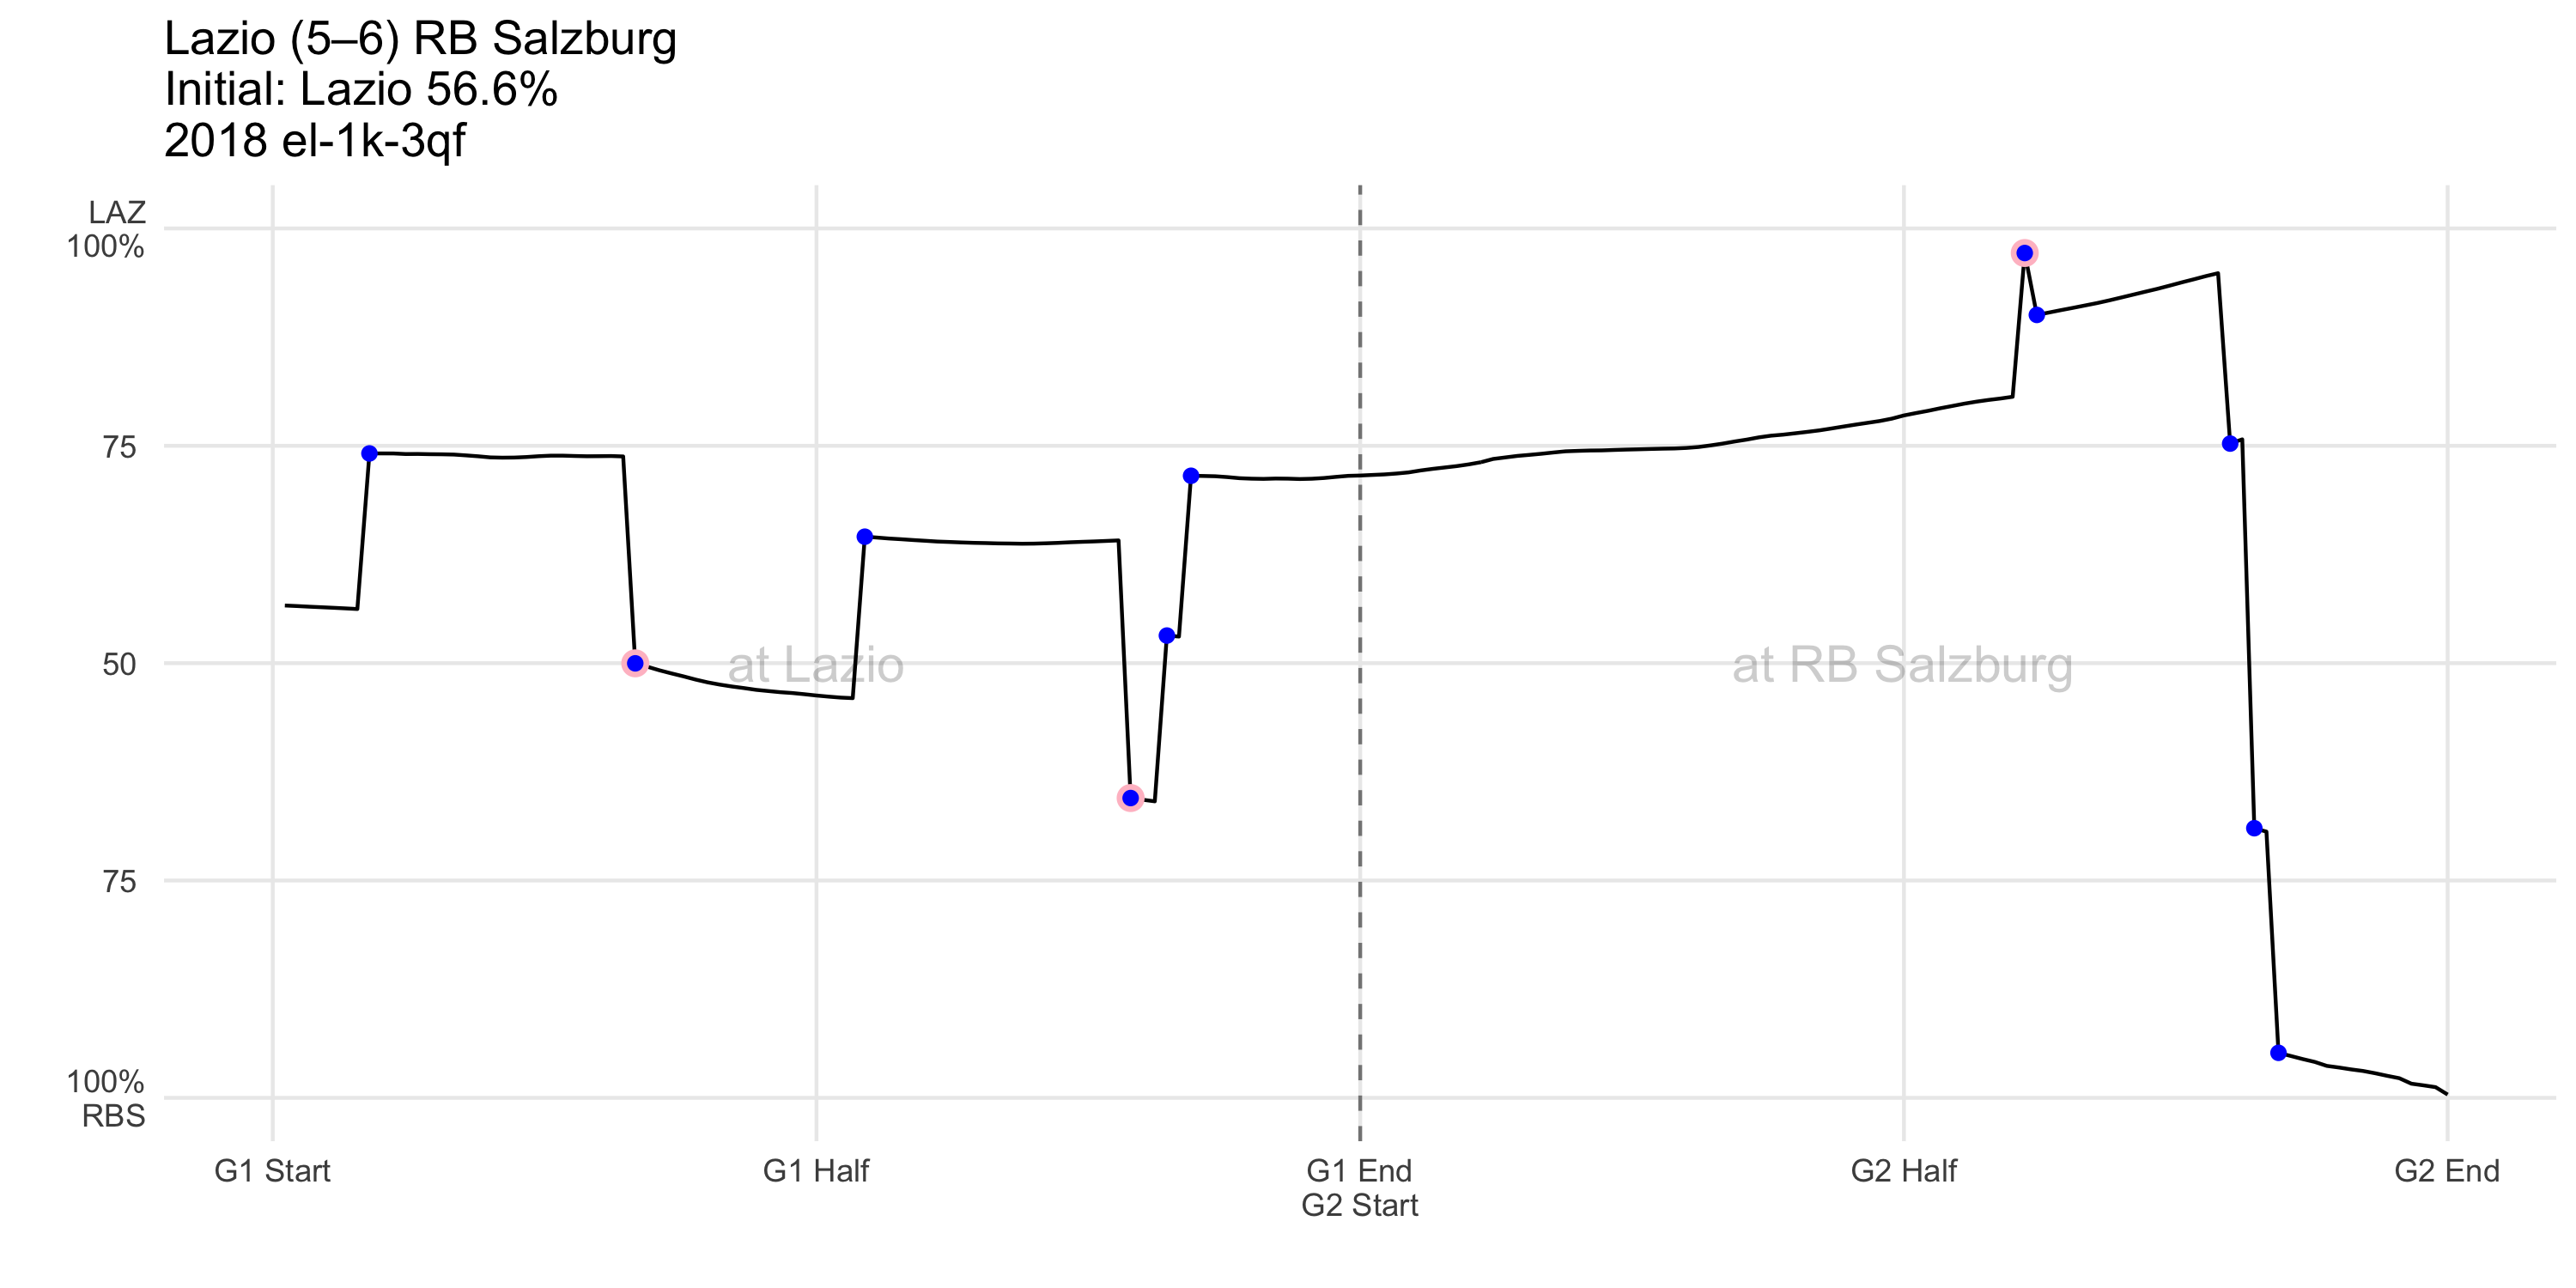 Lazio (5–6) RB Salzburg
Initial: Lazio 56.6%
2018 el-1k-3qf
LAZ
100%
75
50
75
100%
RBS
at Lazio
at RB Salzburg
G1 Start
G1 Half
G1 End
G2 Start
G2 Half
G2 End